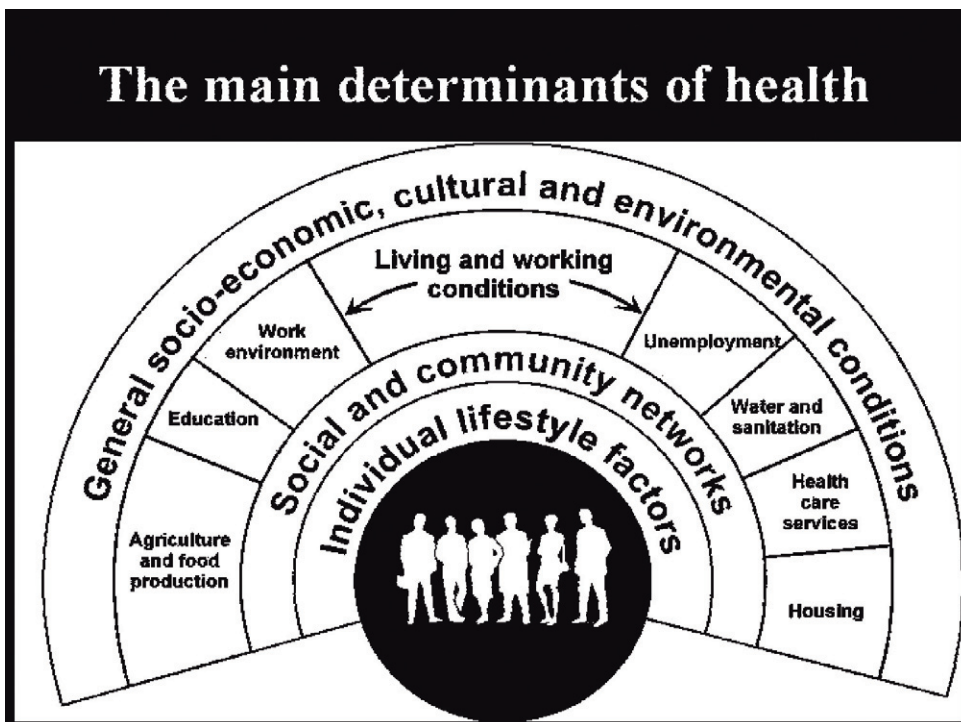 The main determinants of health
General socio-economic, cultural and environmental conditions
Living and working
conditions
Work
environment
Education
Agriculture
and food
production
Unemployment
Water and
sanitation
Health
care
services
Housing
Social and community networks
Individual lifestyle factors